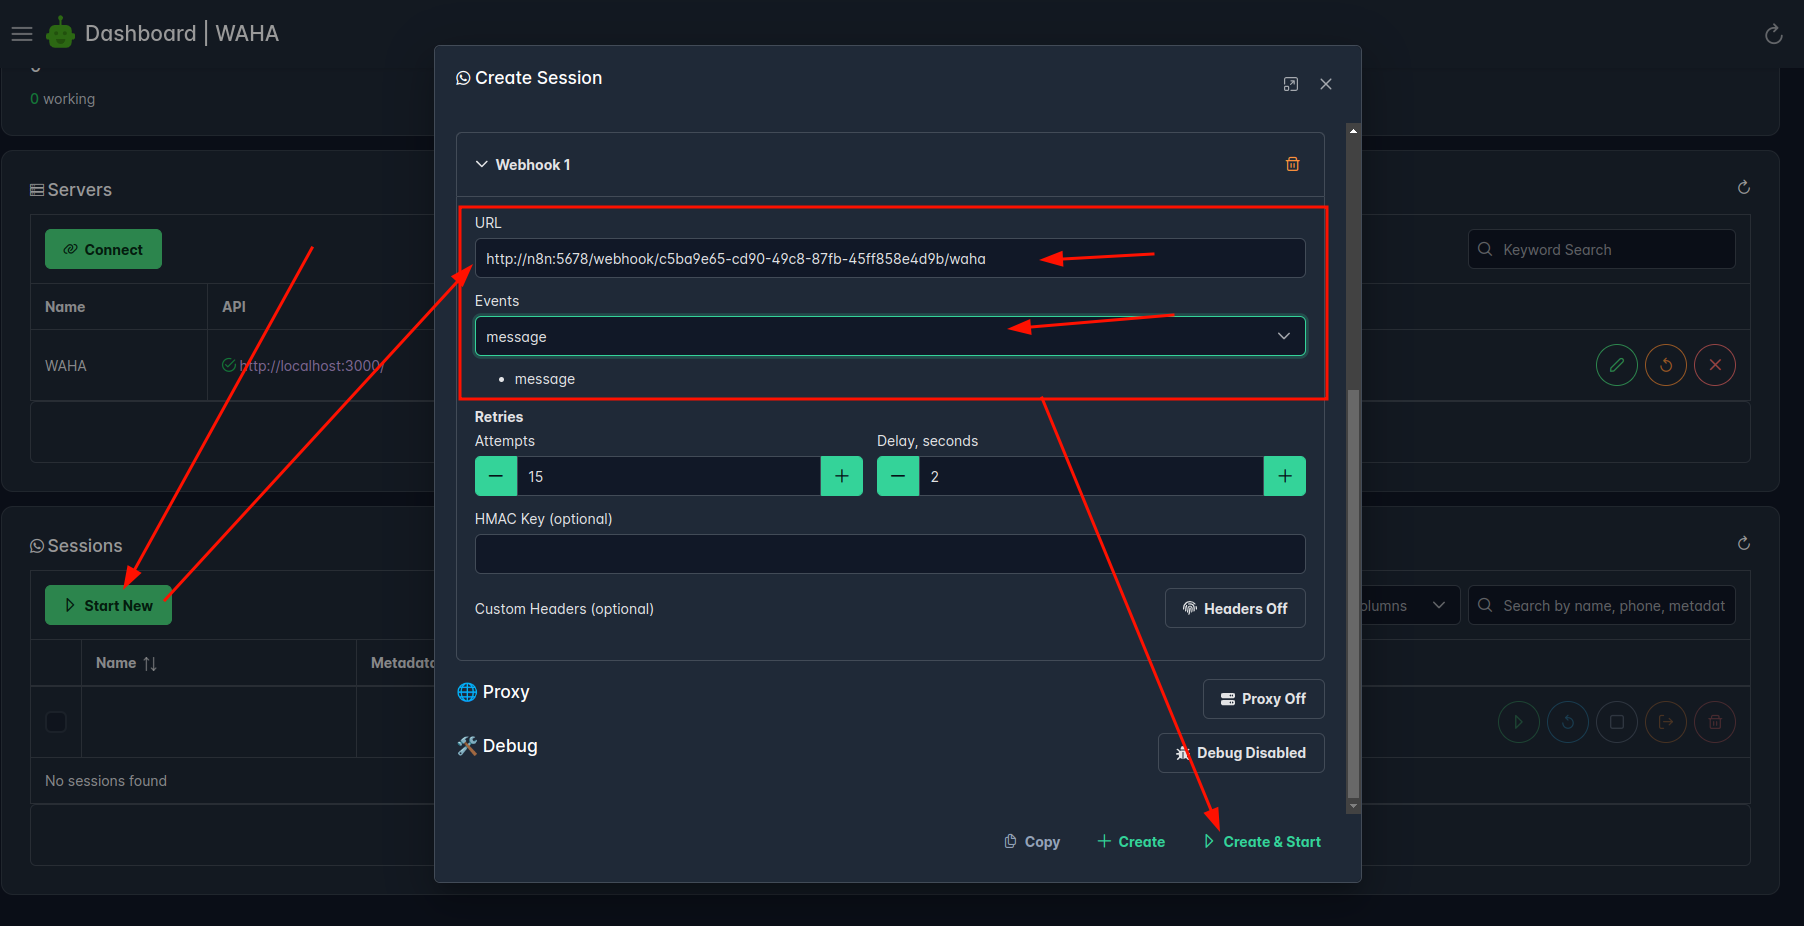 Dashboard | WAHA
0 working
Servers
Connect
Keyword Search
Name
API
WAHA
http://localhost:3000/
Sessions
Start New
olumns
Search by name, phone, metadat
Name
Metadata
No sessions found
Create Session
Webhook 1
URL
http://n8n:5678/webhook/c5ba9e65-cd90-49c8-87fb-45ff858e4d9b/waha
Events
message
message
Retries
Attempts
Delay, seconds
15
2
HMAC Key (optional)
Custom Headers (optional)
Headers Off
Proxy
Proxy Off
Debug
Debug Disabled
Copy
Create
Create & Start